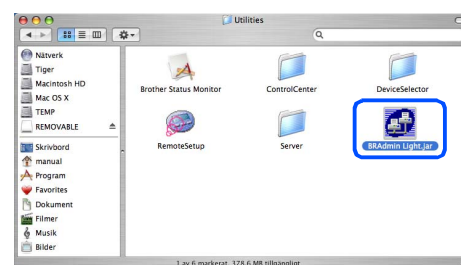 Utilities
Nätverk
Tiger
Macintosh HD
Mac OS X
TEMP
REMOVABLE
Skrivbord
manual
Program
Favorites
Dokument
Filmer
Musik
Bilder
Brother Status Monitor
ControlCenter
DeviceSelector
RemoteSetup
Server
BRAdmin Light.jar
1 av 6 markerat, 378,6 MB tillgängligt